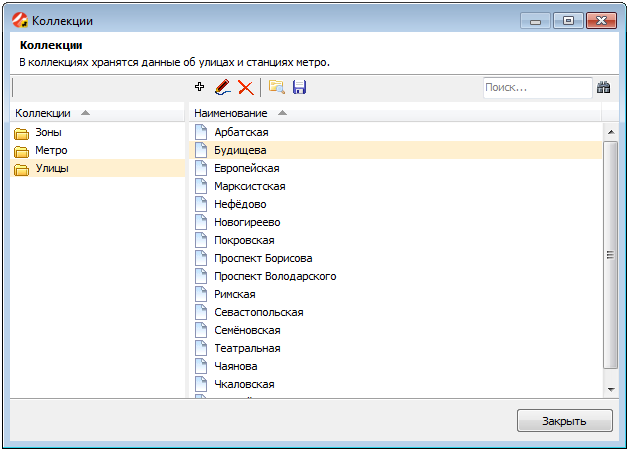 Коллекции
Коллекции
В коллекциях хранятся данные об улицах и станциях метро.
Поиск...
Коллекции
Наименование
Зоны
Метро
Улицы
Арбатская
Будищева
Европейская
Марксистская
Нефёдово
Новогиреево
Покровская
Проспект Борисова
Проспект Володарского
Римская
Севастопольская
Семёновская
Театральная
Чаянова
Чкаловская
Закрыть